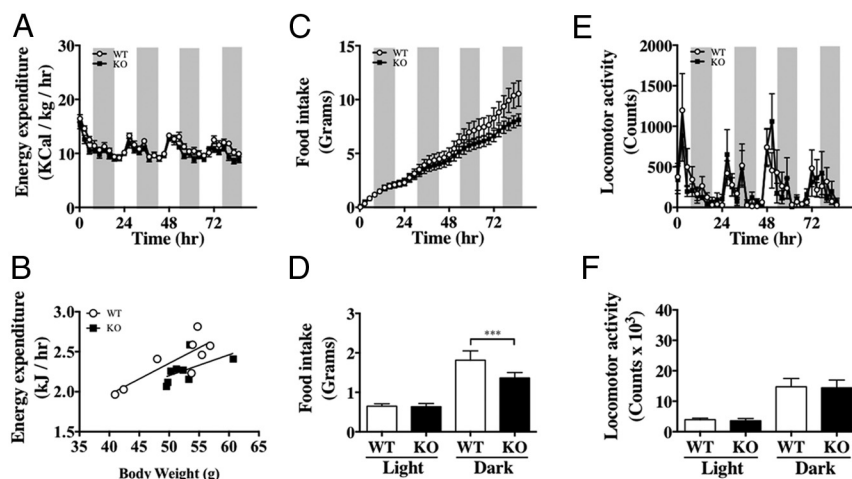 A
Energy expenditure
(KCal / kg / hr)
30
20
10
0
WT
KO
0 24 48 72
Time (hr)
C
Food intake
(Grams)
15
10
5
0
WT
KO
0 24 48 72
Time (hr)
E
Locomotor activity
(Counts)
2000
1500
1000
500
0
WT
KO
0 24 48 72
Time (hr)
B
Energy expenditure
(kJ / hr)
3.0
2.5
2.0
1.5
WT
KO
35 40 45 50 55 60 65
Body Weight (g)
D
Food intake
(Grams)
3
2
1
0
***
WT KO WT KO
Light Dark
F
Locomotor activity
(Counts x 10³)
40
30
20
10
0
WT KO WT KO
Light Dark